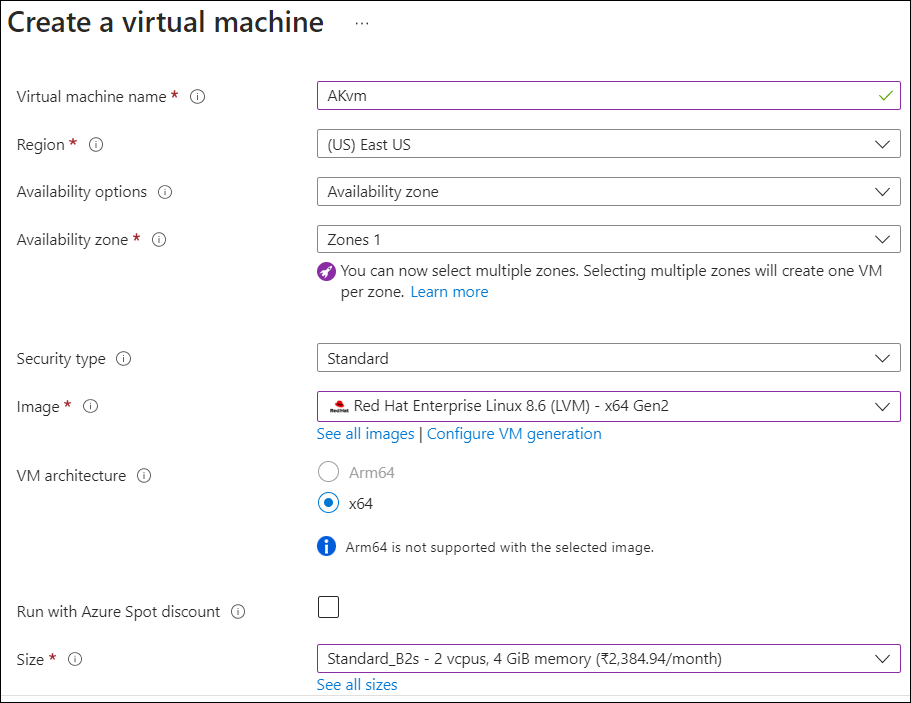 Create a virtual machine ...
Virtual machine name * AKvm
Region * (US) East US
Availability options Availability zone
Availability zone * Zones 1
You can now select multiple zones. Selecting multiple zones will create one VM
per zone. Learn more
Security type Standard
Image * RedHat Red Hat Enterprise Linux 8.6 (LVM) - x64 Gen2
See all images | Configure VM generation
VM architecture Arm64
x64
Arm64 is not supported with the selected image.
Run with Azure Spot discount
Size * Standard_B2s - 2 vcpus, 4 GiB memory (₹2,384.94/month)
See all sizes